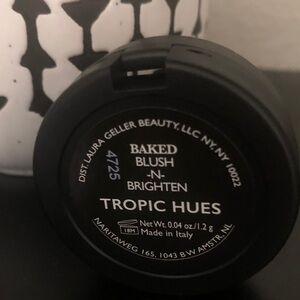 DIST. LAURA GELLER BEAUTY, LLC NY, NY 10022
4725
BAKED
BLUSH
-N-
BRIGHTEN
TROPIC HUES
18M
Net Wt. 0.04 oz./1.2 g
Made in Italy
NARITAWEG 165, 1043 BW AMSTR. NL